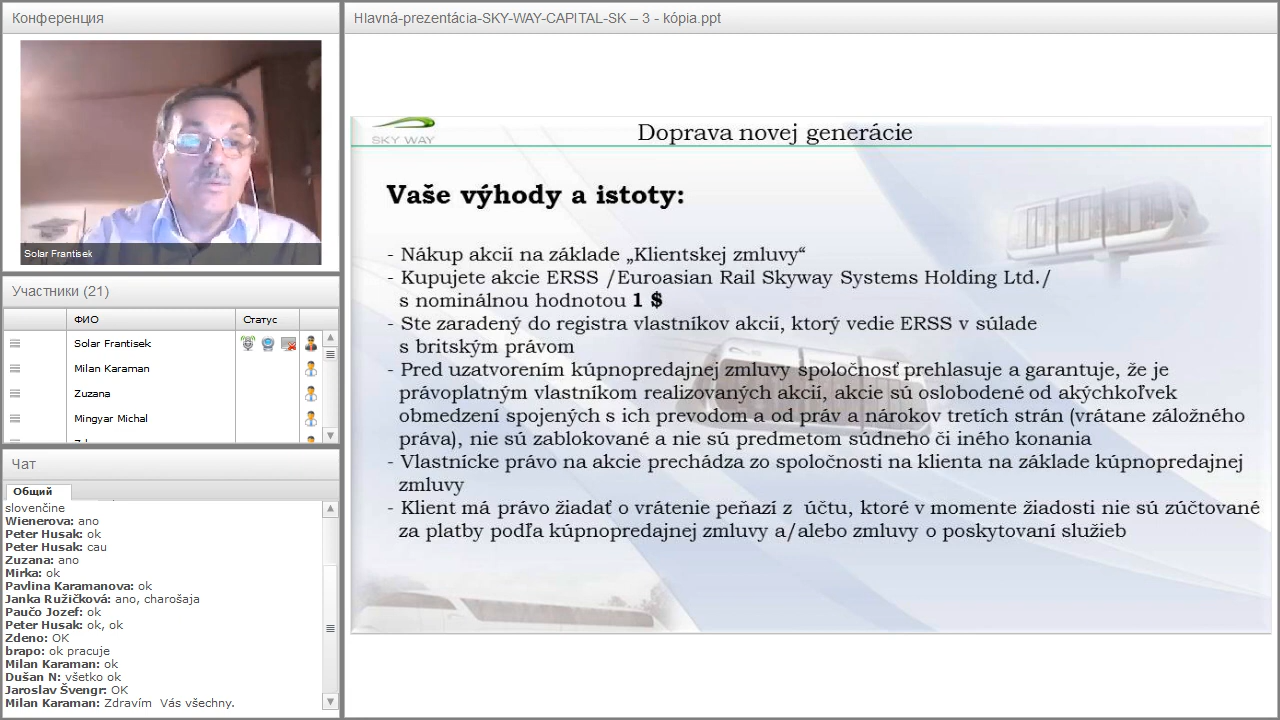 Конференция
Solar Frantisek
Участники (21)
ФИО
Статус
Solar Frantisek
Milan Karaman
Zuzana
Mingyar Michal
Чат
Общий
slovenčine
Wienerova: ano
Peter Husak: ok
Peter Husak: cau
Zuzana: ano
Mirka: ok
Pavlina Karamanova: ok
Janka Ružičková: ano, charošaja
Paučo Jozef: ok
Peter Husak: ok, ok
Zdeno: OK
brapo: ok pracuje
Milan Karaman: ok
Dušan N: všetko ok
Jaroslav Švengr: OK
Milan Karaman: Zdravím Vás všechny.
Hlavná-prezentácia-SKY-WAY-CAPITAL-SK – 3 - kópia.ppt
SKY WAY
Doprava novej generácie
Vaše výhody a istoty:
- Nákup akcií na základe „Klientskej zmluvy“
- Kupujete akcie ERSS /Euroasian Rail Skyway Systems Holding Ltd./
s nominálnou hodnotou 1 $
- Ste zaradený do registra vlastníkov akcií, ktorý vedie ERSS v súlade
s britským právom
- Pred uzatvorením kúpnopredajnej zmluvy spoločnosť prehlasuje a garantuje, že je
právoplatným vlastníkom realizovaných akcií, akcie sú oslobodené od akýchkoľvek
obmedzení spojených s ich prevodom a od práv a nárokov tretích strán (vrátane záložného
práva), nie sú zablokované a nie sú predmetom súdneho či iného konania
- Vlastnícke právo na akcie prechádza zo spoločnosti na klienta na základe kúpnopredajnej
zmluvy
- Klient má právo žiadať o vrátenie peňazí z účtu, ktoré v momente žiadosti nie sú zúčtované
za platby podľa kúpnopredajnej zmluvy a/alebo zmluvy o poskytovaní služieb